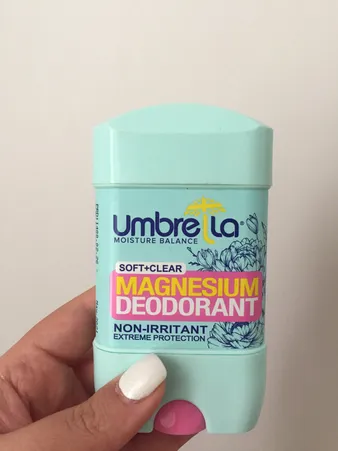 Umbrella®
MOISTURE BALANCE
SOFT+CLEAR
MAGNESIUM
DEODORANT
NON-IRRITANT
EXTREME PROTECTION